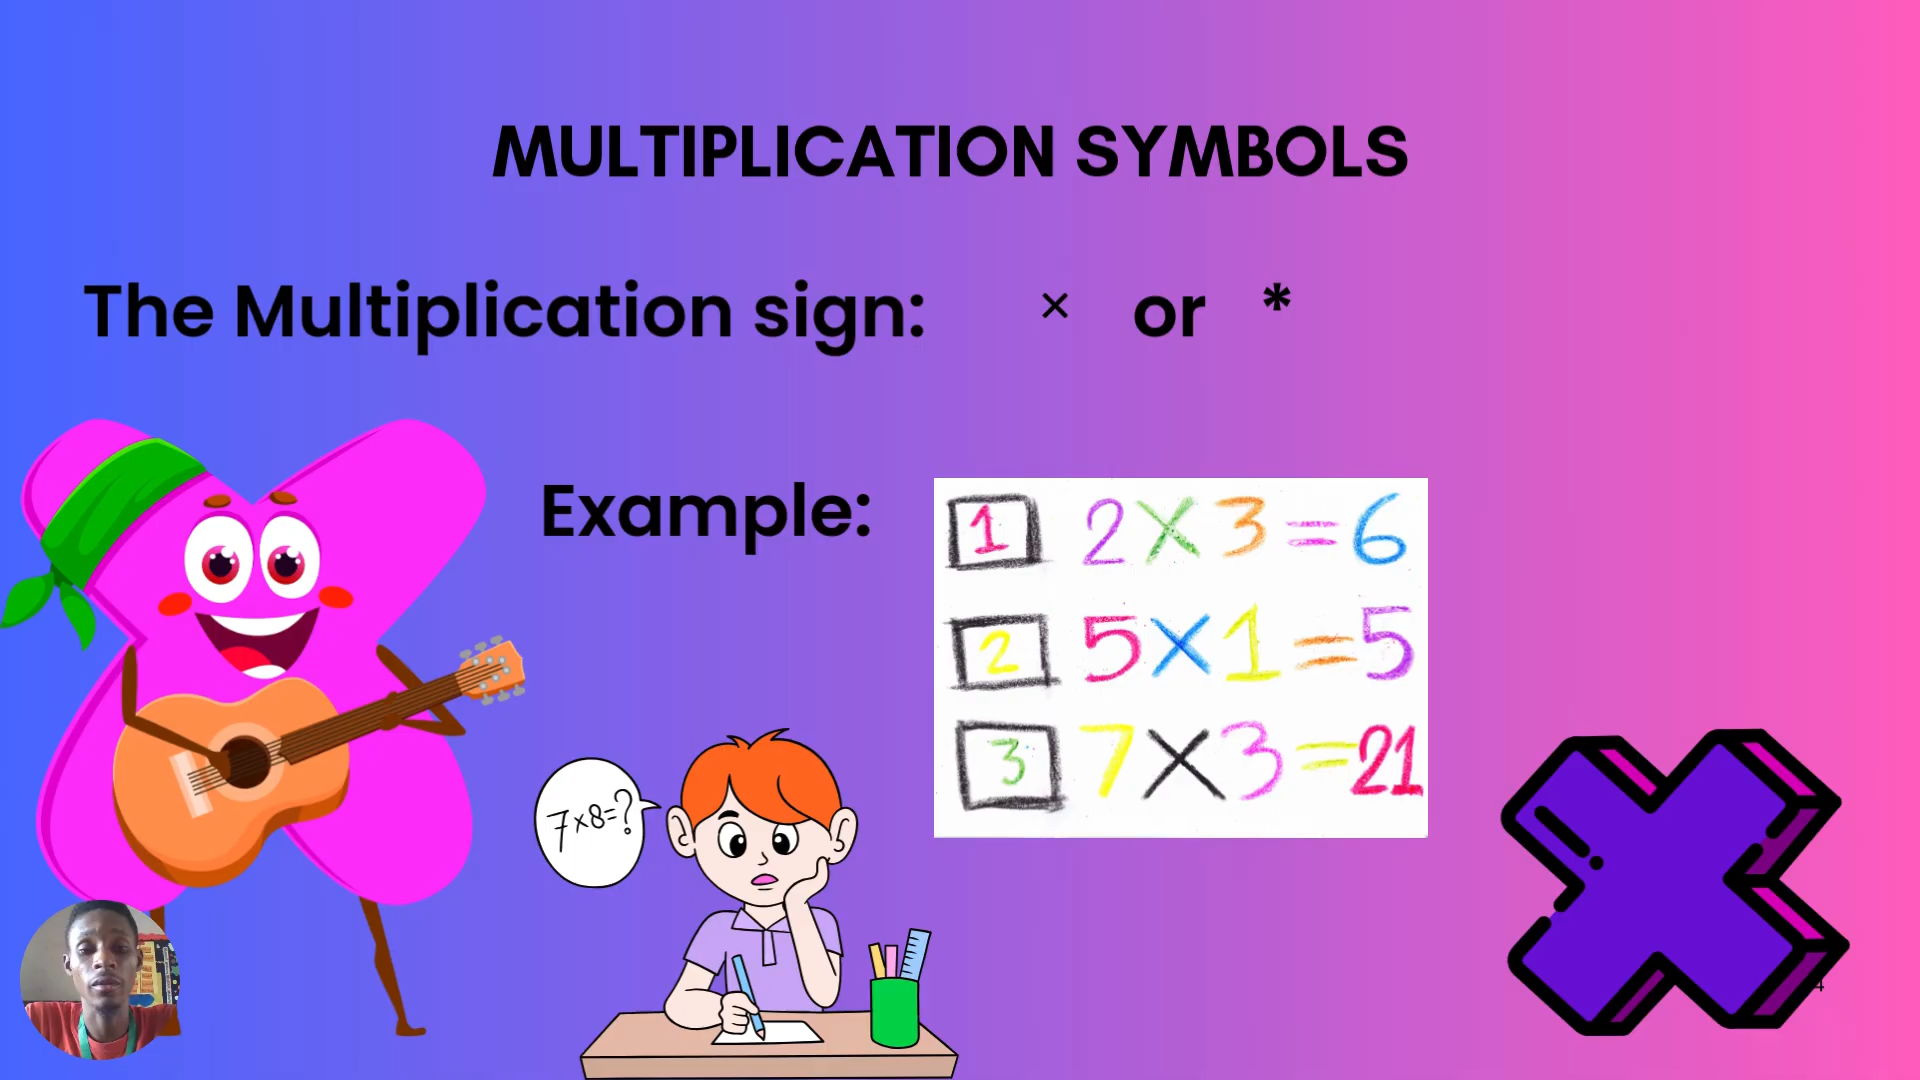 MULTIPLICATION SYMBOLS
The Multiplication sign: × or *
Example:
1 2×3=6
2 5×1=5
3 7×3=21
7×8=?
4